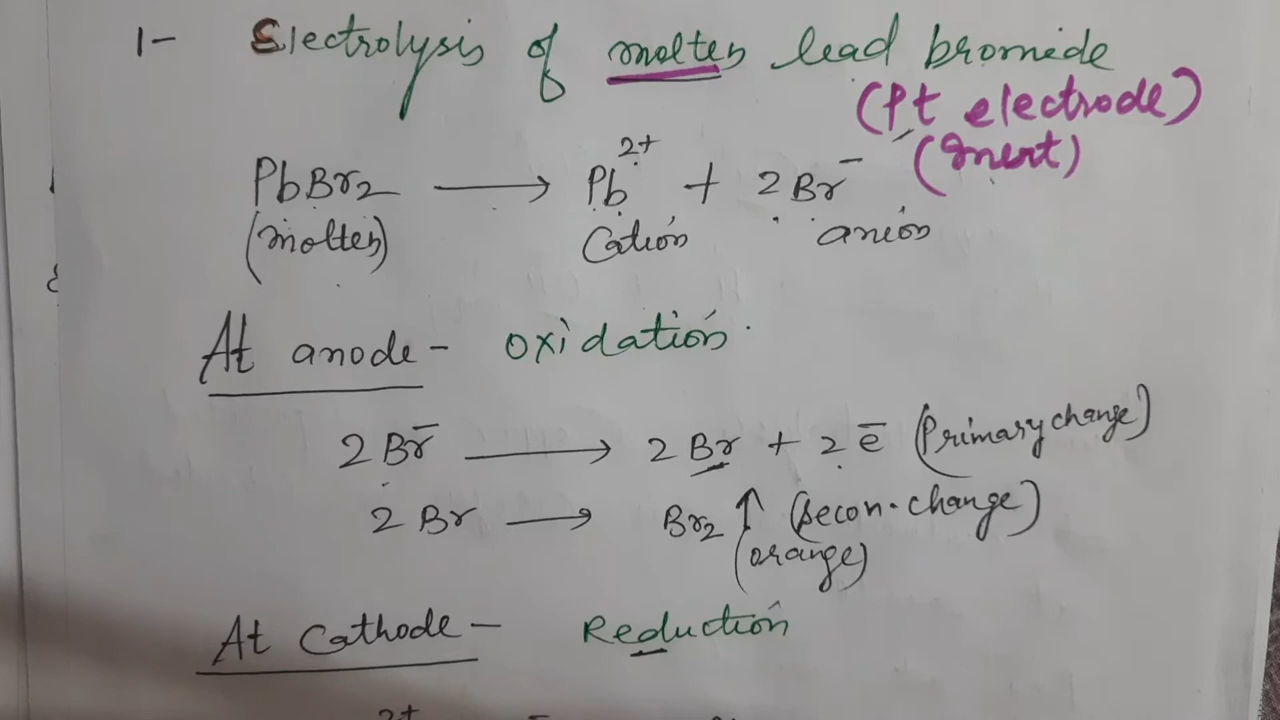 1- Electrolysis of molten lead bromide
(Pt electrode)
(Inert)
PbBr₂ ⟶ Pb²⁺ + 2Br⁻
(molten) Cation anion
At anode - oxidation
2Br⁻ ⟶ 2Br + 2e⁻ (Primary change)
2Br ⟶ Br₂↑ (secon. change)
(orange)
At Cathode - Reduction
2+